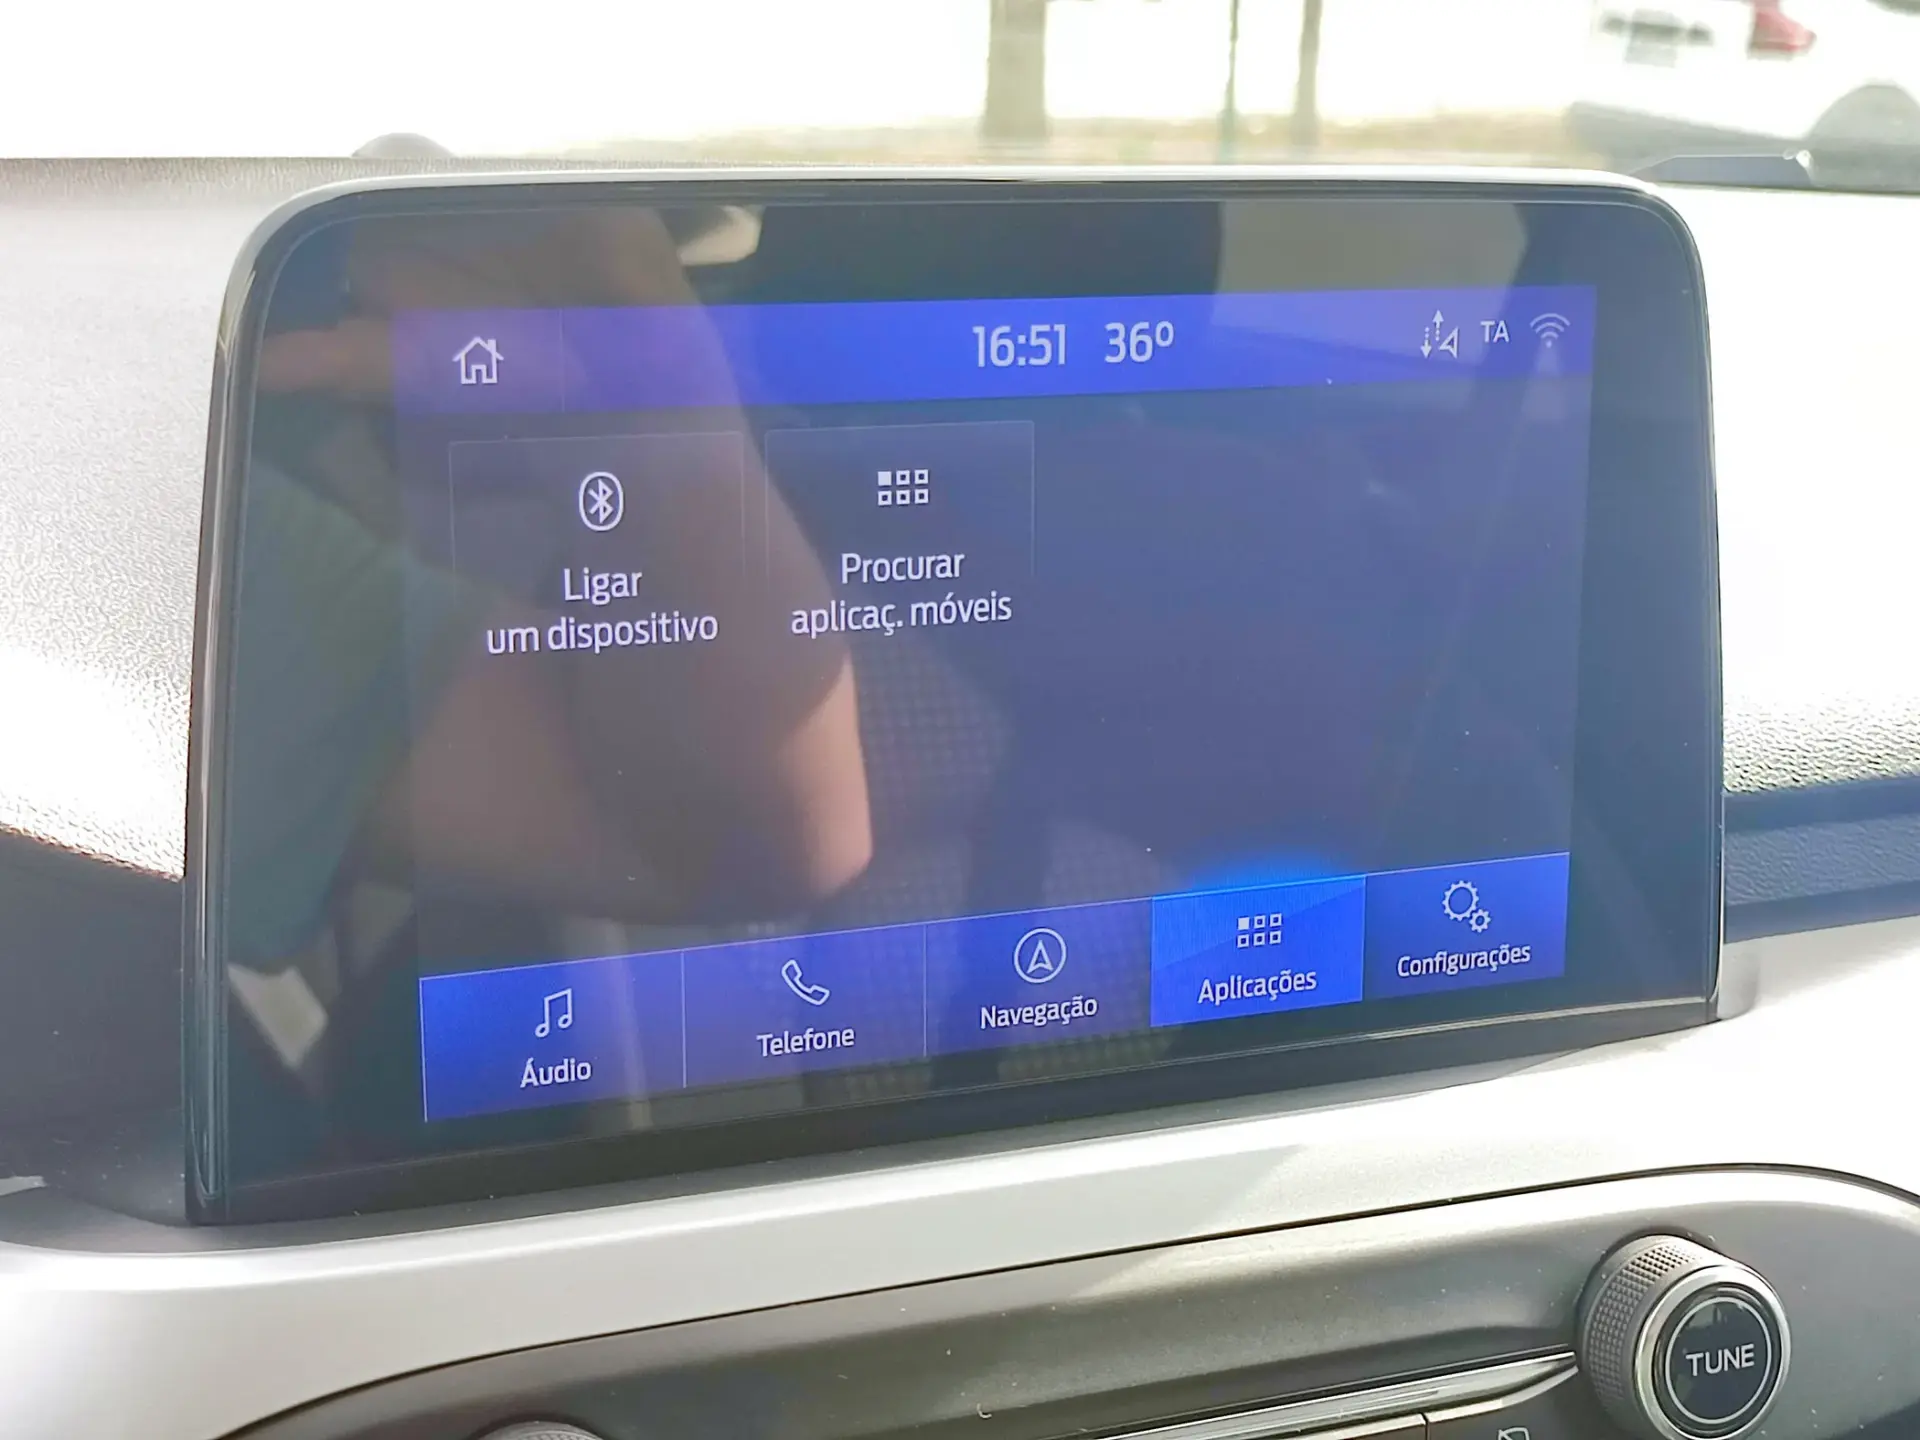 16:51 36º
TA
Ligar
um dispositivo
Procurar
aplicaç. móveis
Áudio
Telefone
Navegação
Aplicações
Configurações
TUNE